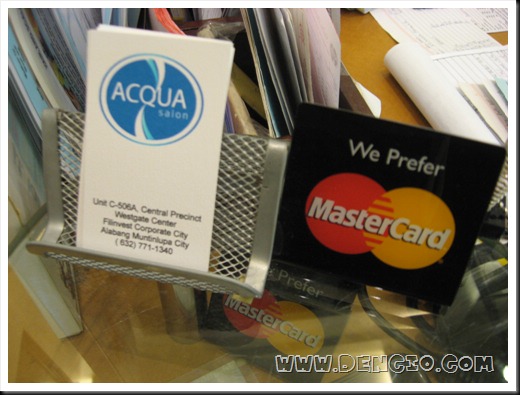 ACQUA
salon
Unit C-506A, Central Precinct
Westgate Center
Filinvest Corporate City
Alabang Muntinlupa City
( 632) 771-1340
We Prefer
MasterCard
We Prefer
MasterCard
www.dencio.com